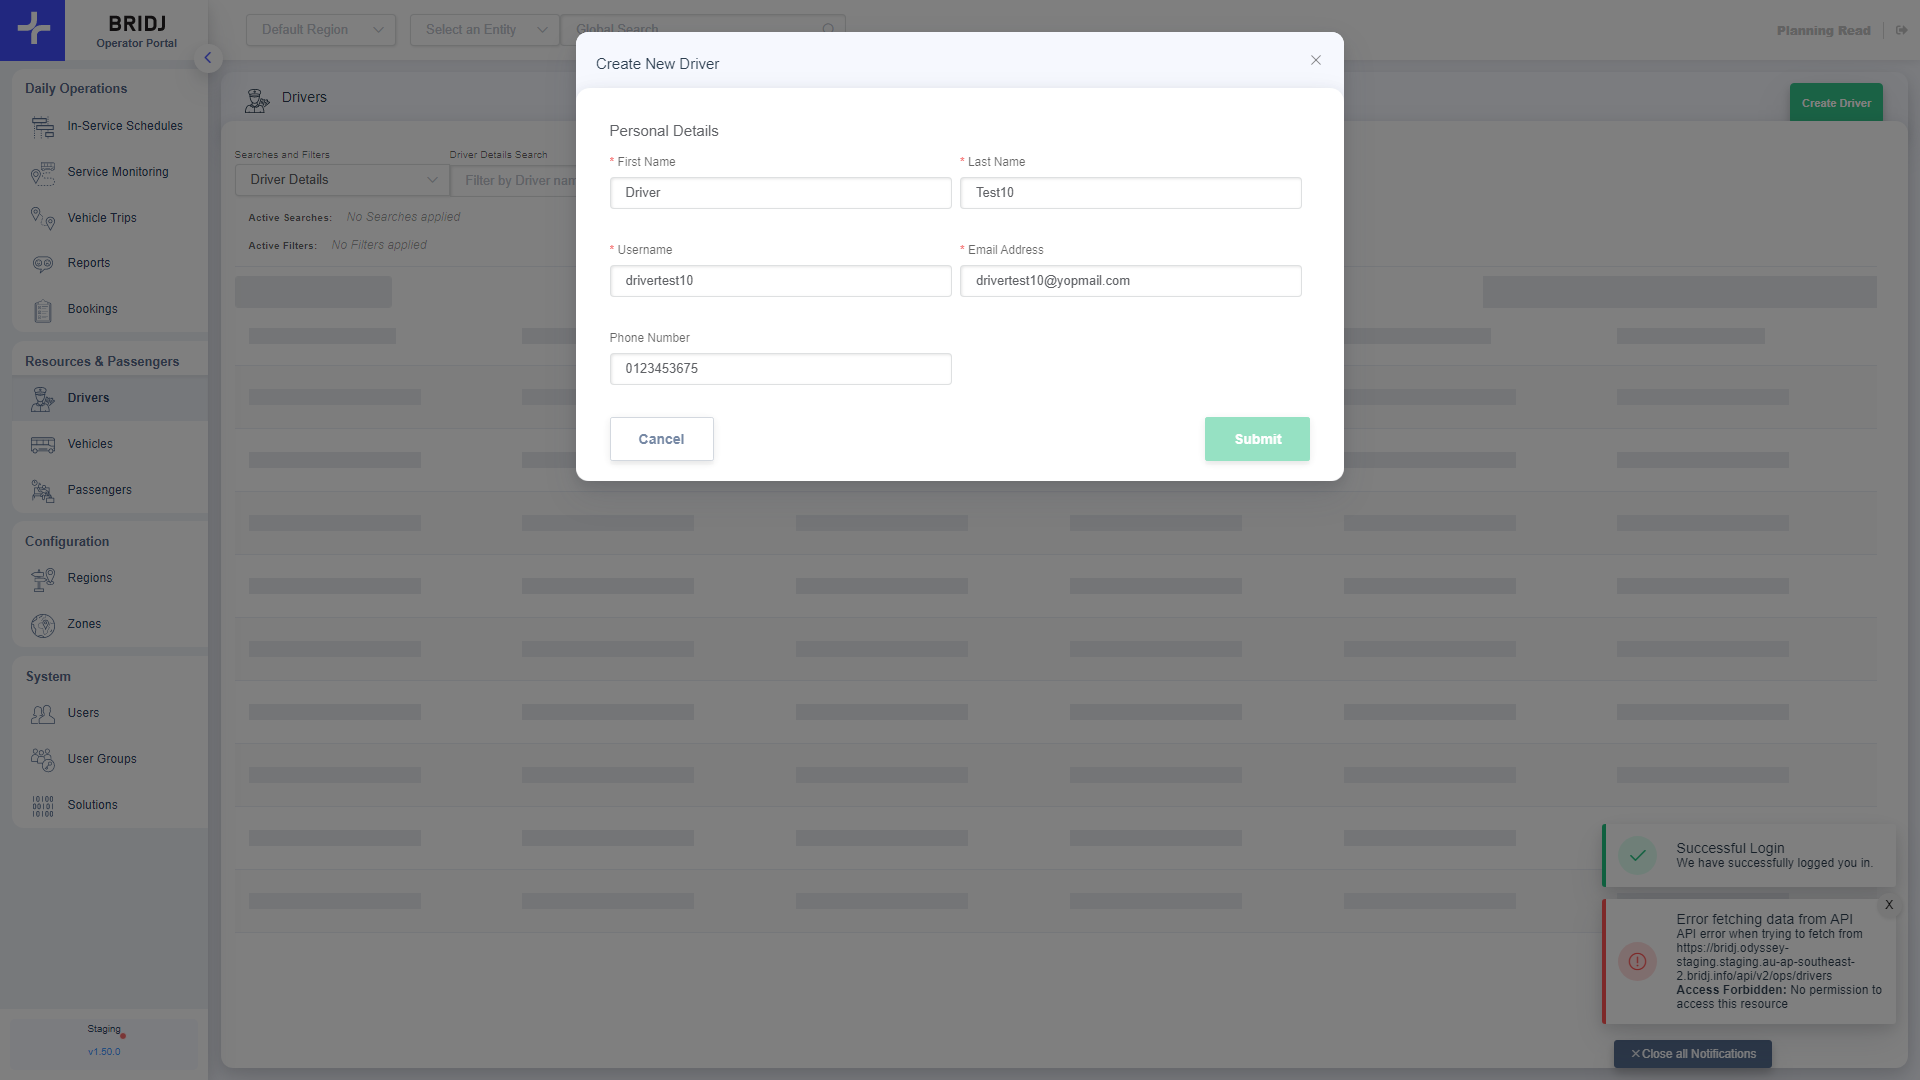 BRIDJ
Operator Portal
Default Region
Select an Entity
Global Search
Planning Read
Daily Operations
In-Service Schedules
Service Monitoring
Vehicle Trips
Reports
Bookings
Resources & Passengers
Drivers
Vehicles
Passengers
Configuration
Regions
Zones
System
Users
User Groups
Solutions
Staging
v1.50.0
Drivers
Create Driver
Searches and Filters
Driver Details Search
Driver Details
Filter by Driver nam
Active Searches: No Searches applied
Active Filters: No Filters applied
Create New Driver
Personal Details
* First Name
* Last Name
Driver
Test10
* Username
* Email Address
drivertest10
drivertest10@yopmail.com
Phone Number
0123453675
Cancel
Submit
Successful Login
We have successfully logged you in.
X
Error fetching data from API
API error when trying to fetch from
https://bridj.odyssey-
staging.staging.au-ap-southeast-
2.bridj.info/api/v2/ops/drivers
Access Forbidden: No permission to
access this resource
Close all Notifications